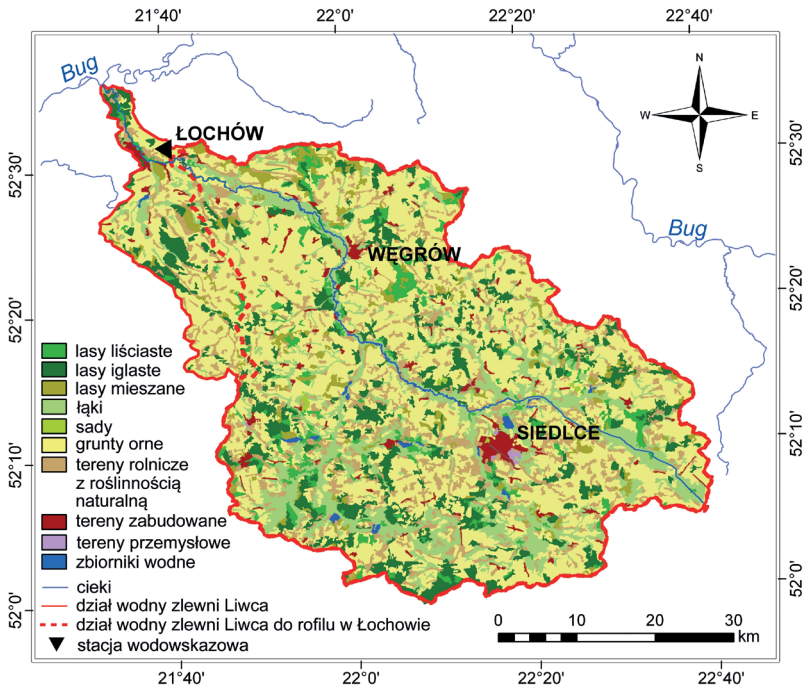 21°40' 22°0' 22°20' 22°40'
Bug
N
W E
S
ŁOCHÓW
52°30' 52°30'
Bug
WĘGRÓW
52°20' 52°20'
lasy liściaste
lasy iglaste
lasy mieszane
łąki
sady
grunty orne
tereny rolnicze
z roślinnością
naturalną
tereny zabudowane
tereny przemysłowe
zbiorniki wodne
cieki
dział wodny zlewni Liwca
dział wodny zlewni Liwca do rofilu w Łochowie
stacja wodowskazowa
SIEDLCE
52°10' 52°10'
52°0' 52°0'
0 10 20 30
km
21°40' 22°0' 22°20' 22°40'